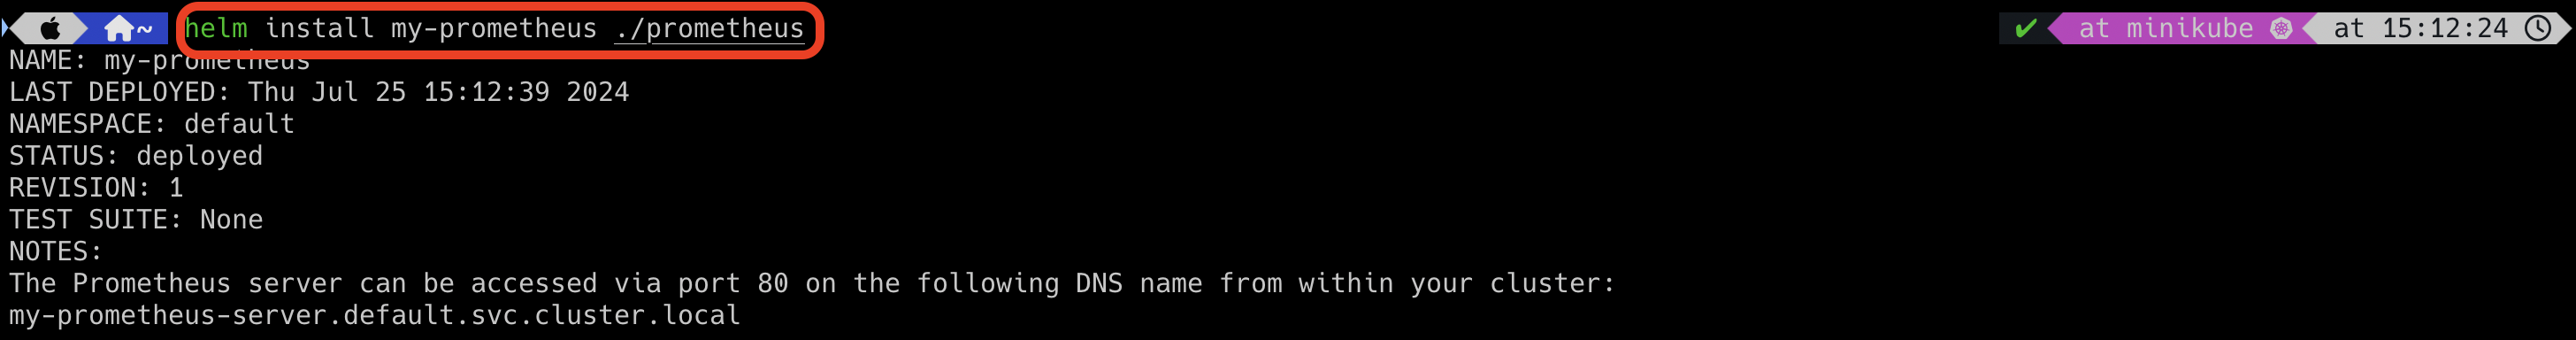 ~ helm install my-prometheus ./prometheus ✔ at minikube at 15:12:24
NAME: my-prometheus
LAST DEPLOYED: Thu Jul 25 15:12:39 2024
NAMESPACE: default
STATUS: deployed
REVISION: 1
TEST SUITE: None
NOTES:
The Prometheus server can be accessed via port 80 on the following DNS name from within your cluster:
my-prometheus-server.default.svc.cluster.local